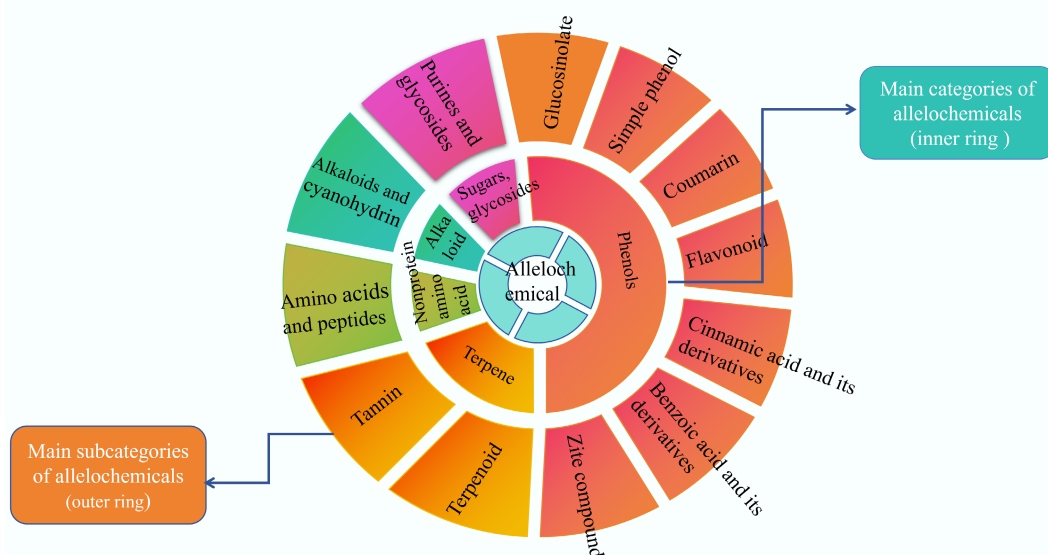 Main categories of
allelochemicals
(inner ring )
Glucosinolate
Simple phenol
Coumarin
Flavonoid
Cinnamic acid and its
derivatives
Benzoic acid and its
derivatives
Zite compound
Terpenoid
Tannin
Amino acids
and peptides
Alkaloids and
cyanohydrin
Purines and
glycosides
Sugars,
glycosides
Phenols
Alka
loid
Nonprotein
amino
acid
Terpene
Alleloch
emical
Main subcategories
of allelochemicals
(outer ring)